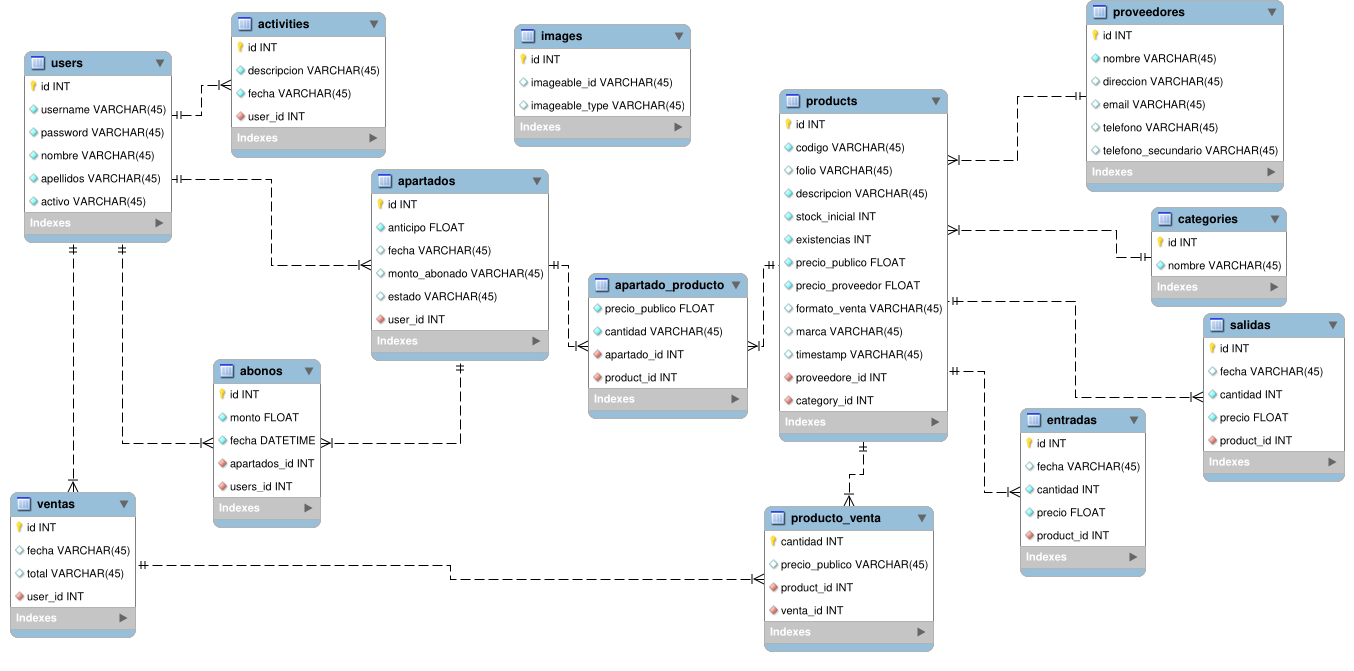 users
id INT
username VARCHAR(45)
password VARCHAR(45)
nombre VARCHAR(45)
apellidos VARCHAR(45)
activo VARCHAR(45)
Indexes
activities
id INT
descripcion VARCHAR(45)
fecha VARCHAR(45)
user_id INT
Indexes
images
id INT
imageable_id VARCHAR(45)
imageable_type VARCHAR(45)
Indexes
apartados
id INT
anticipo FLOAT
fecha VARCHAR(45)
monto_abonado VARCHAR(45)
estado VARCHAR(45)
user_id INT
Indexes
apartado_producto
precio_publico FLOAT
cantidad VARCHAR(45)
apartado_id INT
product_id INT
Indexes
products
id INT
codigo VARCHAR(45)
folio VARCHAR(45)
descripcion VARCHAR(45)
stock_inicial INT
existencias INT
precio_publico FLOAT
precio_proveedor FLOAT
formato_venta VARCHAR(45)
marca VARCHAR(45)
timestamp VARCHAR(45)
proveedore_id INT
category_id INT
Indexes
proveedores
id INT
nombre VARCHAR(45)
direccion VARCHAR(45)
email VARCHAR(45)
telefono VARCHAR(45)
telefono_secundario VARCHAR(45)
Indexes
categories
id INT
nombre VARCHAR(45)
Indexes
salidas
id INT
fecha VARCHAR(45)
cantidad INT
precio FLOAT
product_id INT
Indexes
entradas
id INT
fecha VARCHAR(45)
cantidad INT
precio FLOAT
product_id INT
Indexes
abonos
id INT
monto FLOAT
fecha DATETIME
apartados_id INT
users_id INT
Indexes
ventas
id INT
fecha VARCHAR(45)
total VARCHAR(45)
user_id INT
Indexes
producto_venta
cantidad INT
precio_publico VARCHAR(45)
product_id INT
venta_id INT
Indexes